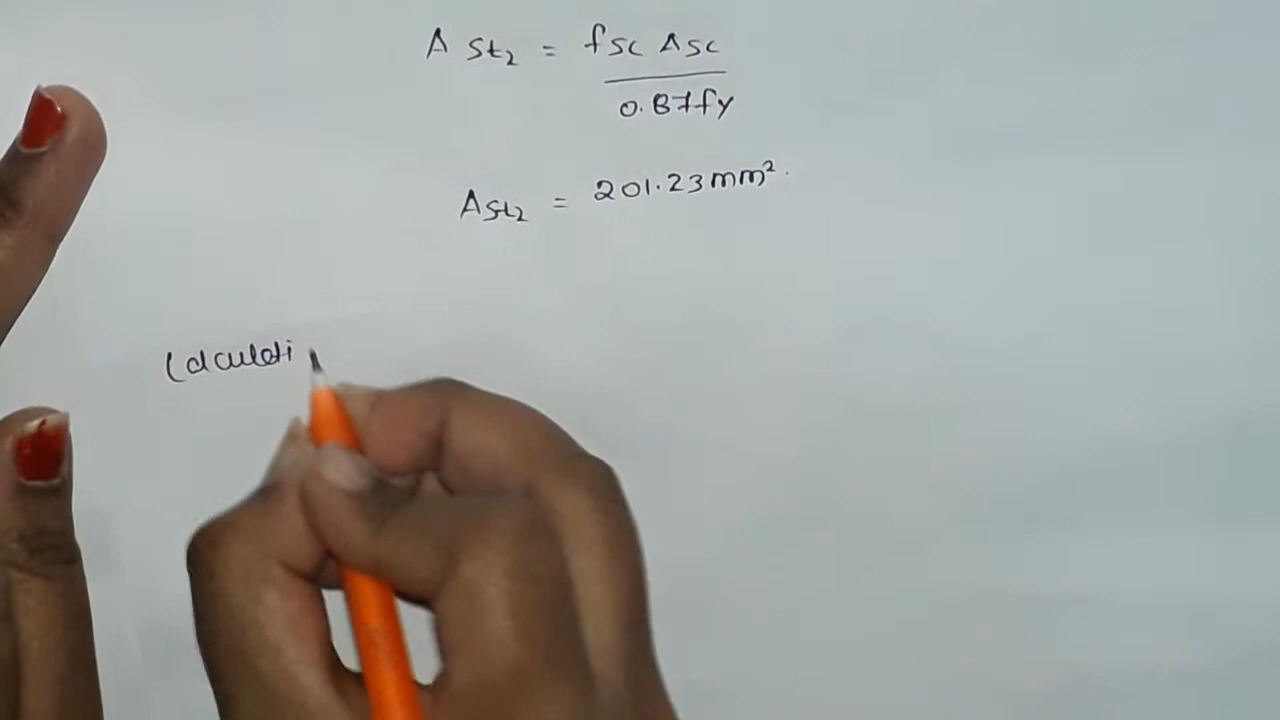 A St2 = fsc Asc
0.87fy
Ast2 = 201.23mm².
Calculati